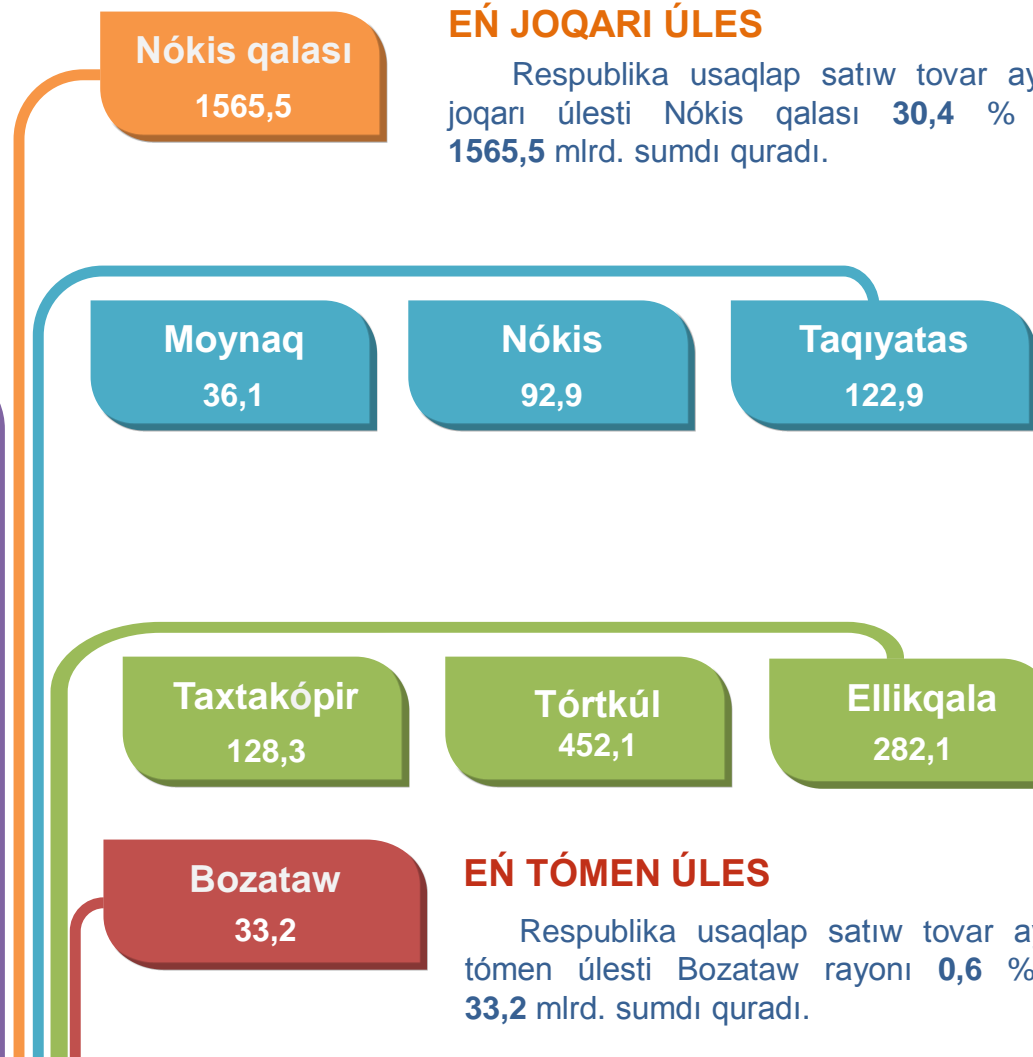 Nókis qalası
1565,5
EŃ JOQARI ÚLES
Respublika usaqlap satıw tovar
joqarı úlesti Nókis qalası 30,4 %
1565,5 mlrd. sumdı quradı.
Moynaq
36,1
Nókis
92,9
Taqıyatas
122,9
Taxtakópir
128,3
Tórtkúl
452,1
Ellikqala
282,1
Bozataw
33,2
EŃ TÓMEN ÚLES
Respublika usaqlap satıw tovar
tómen úlesti Bozataw rayonı 0,6 %
33,2 mlrd. sumdı quradı.